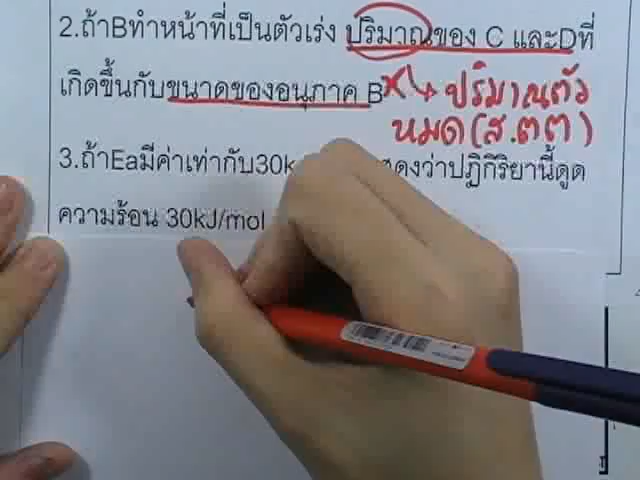 2.ถ้าBทำหน้าที่เป็นตัวเร่ง ปริมาณของ C และDที่
เกิดขึ้นกับขนาดของอนุภาค B ปริมาณตัว
หมด(ส.ตต)
3.ถ้าEaมีค่าเท่ากับ30k ดงว่าปฏิกิริยานี้ดูด
ความร้อน 30kJ/mol